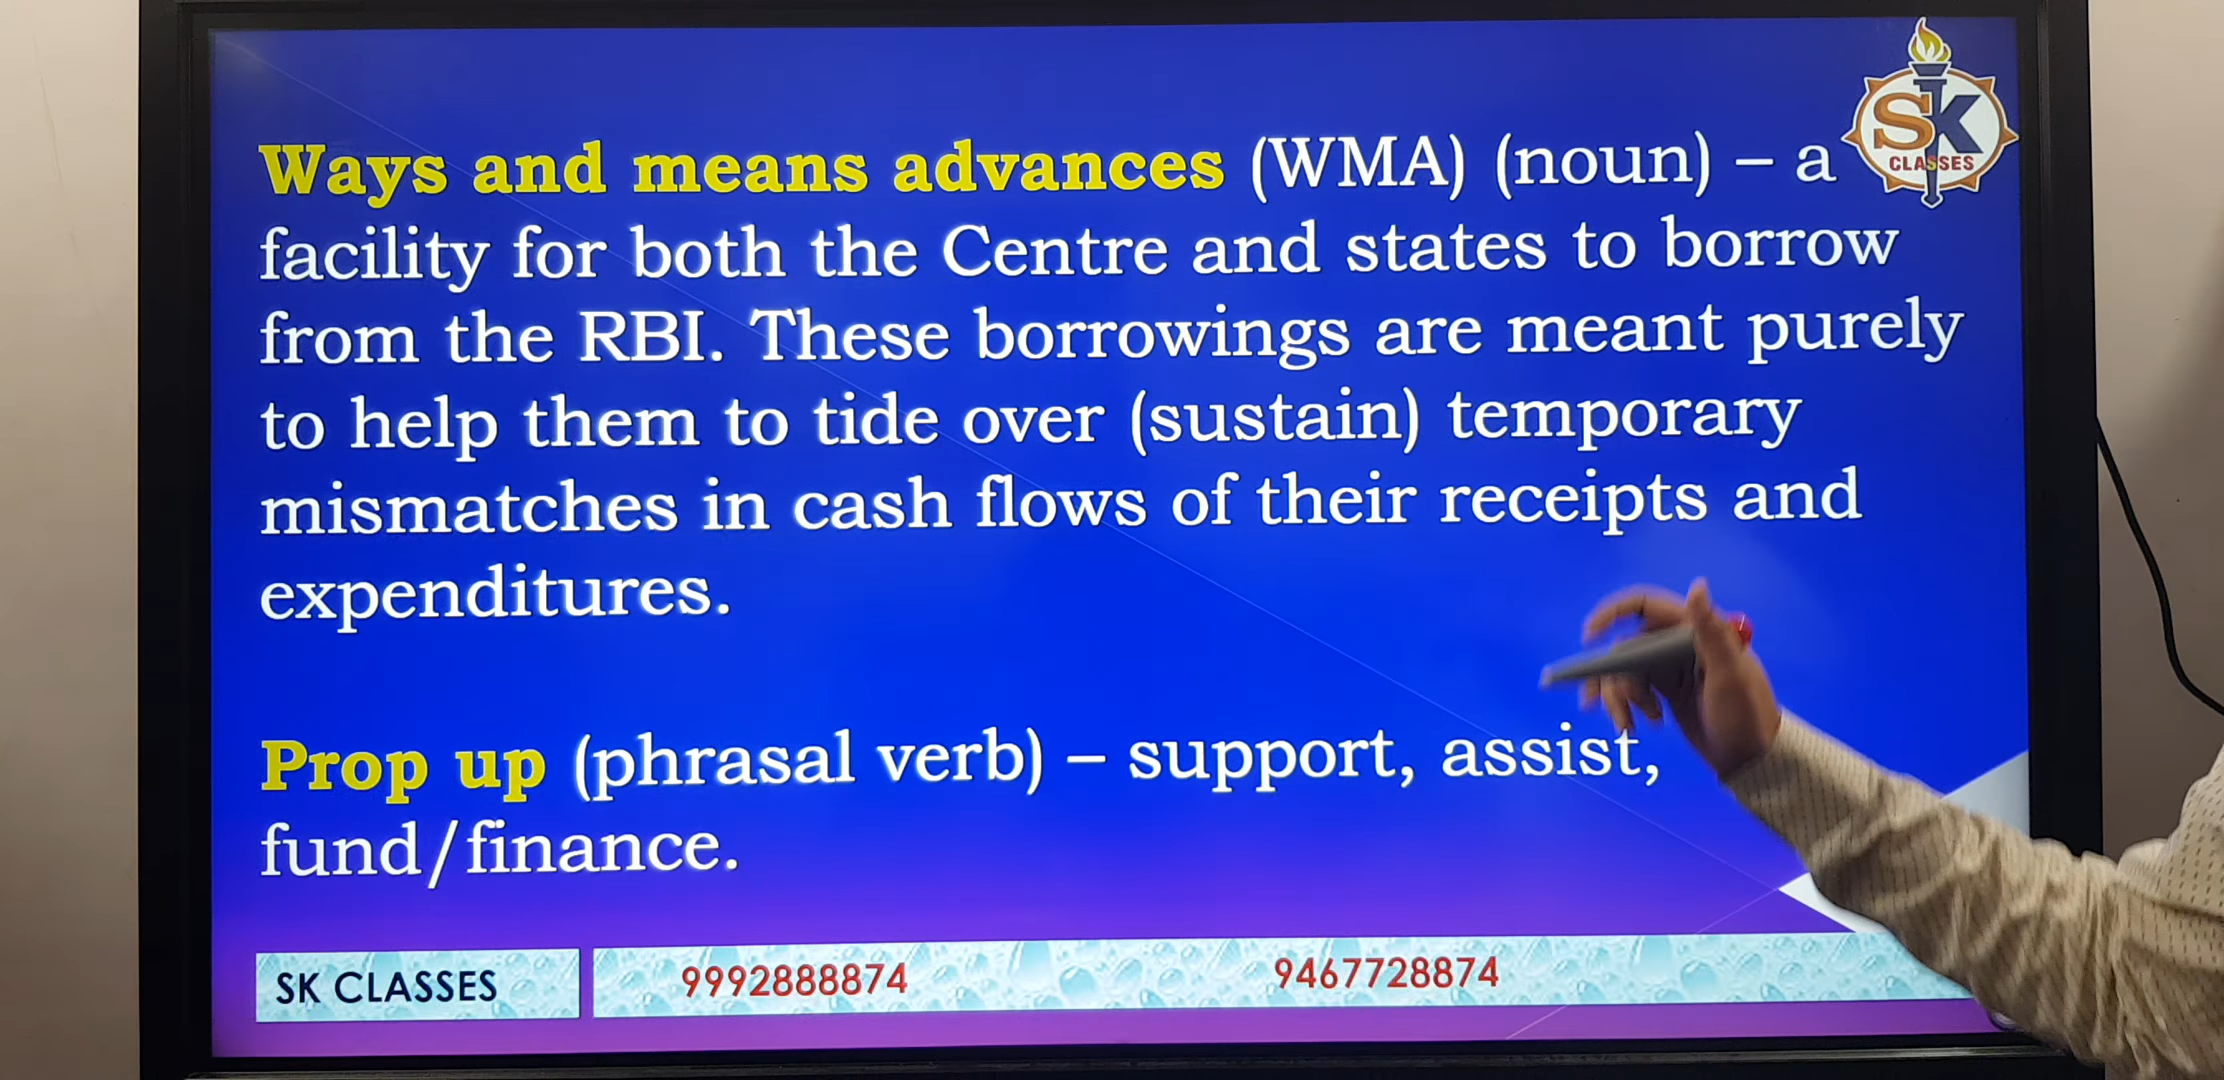 SK
CLASSES
Ways and means advances (WMA) (noun) – a
facility for both the Centre and states to borrow
from the RBI. These borrowings are meant purely
to help them to tide over (sustain) temporary
mismatches in cash flows of their receipts and
expenditures.
Prop up (phrasal verb) – support, assist,
fund/finance.
SK CLASSES 9992888874 9467728874